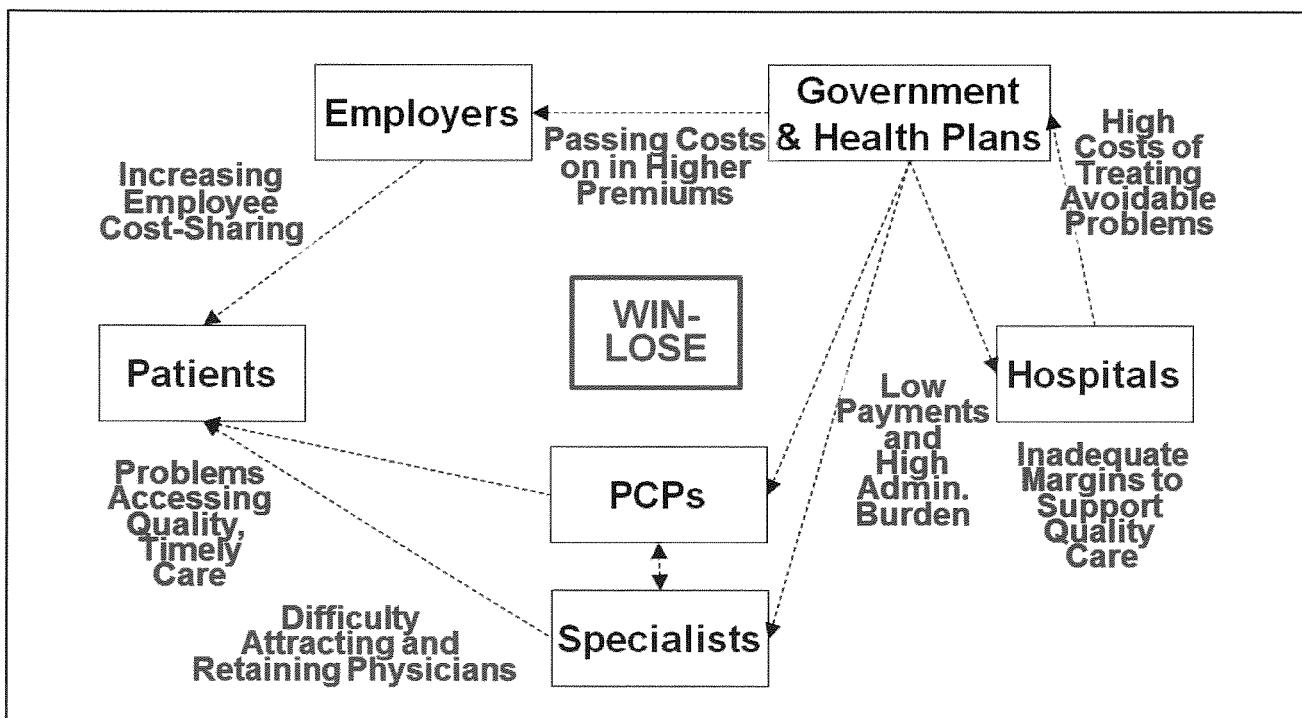 Employers
Government
& Health Plans
Passing Costs
on in Higher
Premiums
High
Costs of
Treating
Avoidable
Problems
Increasing
Employee
Cost-Sharing
WIN-
LOSE
Patients
Hospitals
Low
Payments
and
High
Admin.
Burden
Inadequate
Margins to
Support
Quality
Care
Problems
Accessing
Quality,
Timely
Care
PCPs
Difficulty
Attracting and
Retaining Physicians
Specialists